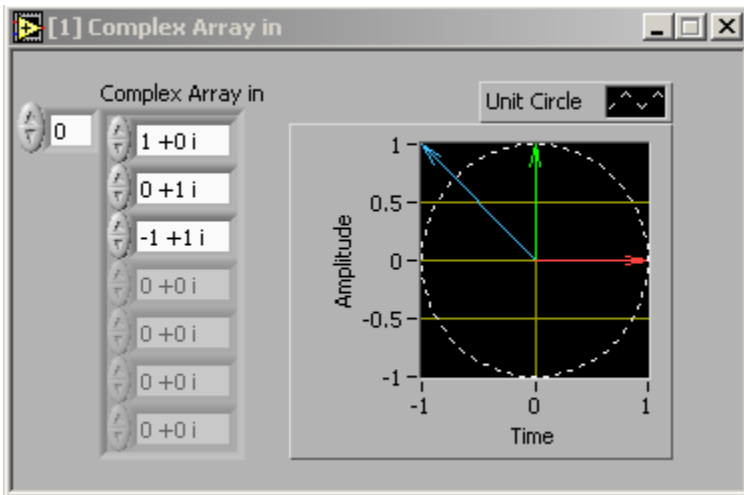 [1] Complex Array in
Complex Array in
0
1 +0 i
0 +1 i
-1 +1 i
0 +0 i
0 +0 i
0 +0 i
0 +0 i
Unit Circle
Amplitude
1
0.5
0
-0.5
-1
-1 0 1
Time